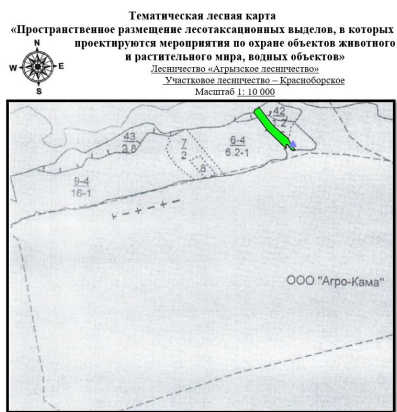 Тематическая лесная карта
«Пространственное размещение лесотаксационных выделов, в которых
проектируются мероприятия по охране объектов животного
и растительного мира, водных объектов»
Лесничество «Агрызское лесничество»
Участковое лесничество – Красноборское
Масштаб 1: 10 000
N
W
E
S
42
2
43
3.8
7
2
6-4
6.2-1
8
9-4
16-1
ООО "Агро-Кама"